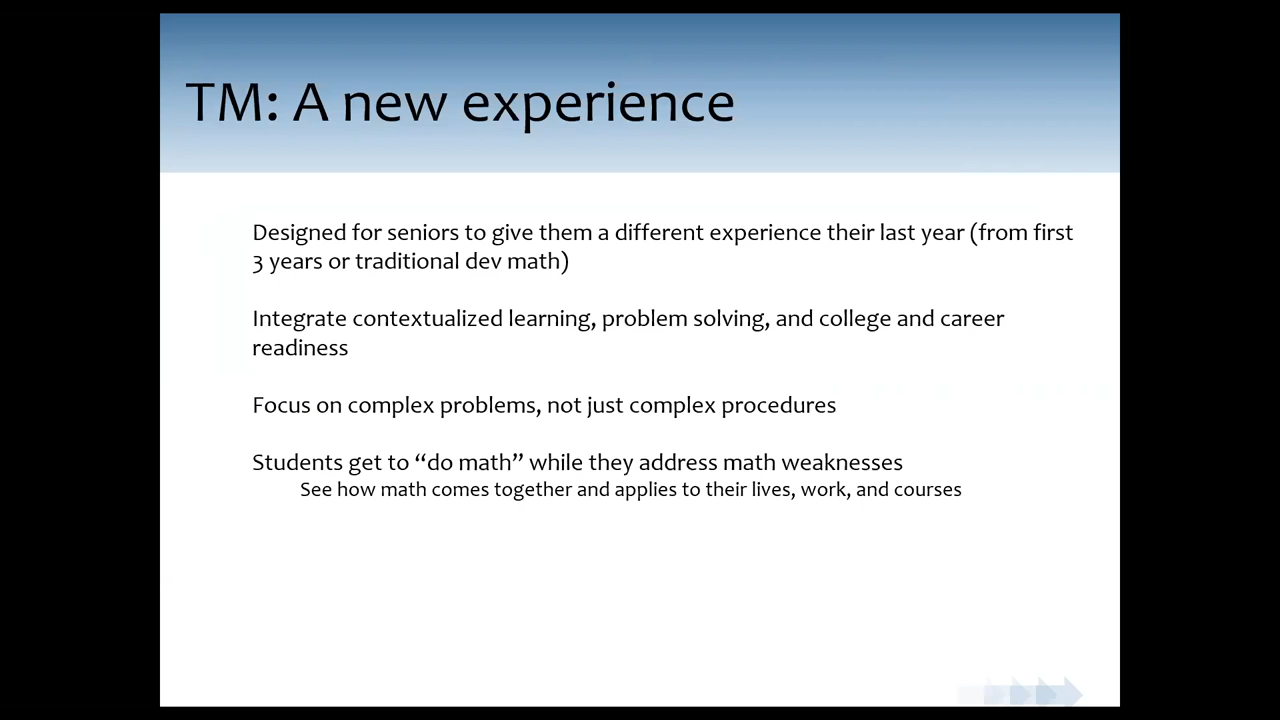 TM: A new experience
Designed for seniors to give them a different experience their last year (from first
3 years or traditional dev math)
Integrate contextualized learning, problem solving, and college and career
readiness
Focus on complex problems, not just complex procedures
Students get to “do math” while they address math weaknesses
See how math comes together and applies to their lives, work, and courses